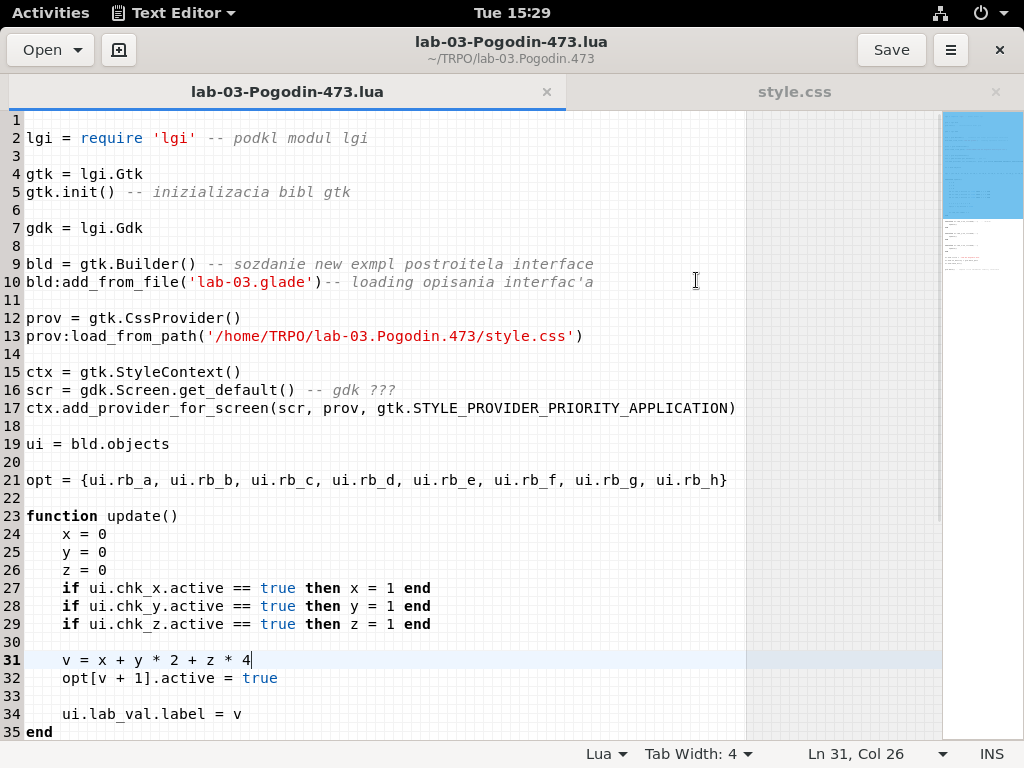 Activities Text Editor Tue 15:29
Open lab-03-Pogodin-473.lua Save
~/TRPO/lab-03.Pogodin.473
lab-03-Pogodin-473.lua × style.css ×
1
2 lgi = require 'lgi' -- podkl modul lgi
3
4 gtk = lgi.Gtk
5 gtk.init() -- inizializacia bibl gtk
6
7 gdk = lgi.Gdk
8
9 bld = gtk.Builder() -- sozdanie new exmpl postroitela interface
10 bld:add_from_file('lab-03.glade')-- loading opisania interfac'a
11
12 prov = gtk.CssProvider()
13 prov:load_from_path('/home/TRPO/lab-03.Pogodin.473/style.css')
14
15 ctx = gtk.StyleContext()
16 scr = gdk.Screen.get_default() -- gdk ???
17 ctx.add_provider_for_screen(scr, prov, gtk.STYLE_PROVIDER_PRIORITY_APPLICATION)
18
19 ui = bld.objects
20
21 opt = {ui.rb_a, ui.rb_b, ui.rb_c, ui.rb_d, ui.rb_e, ui.rb_f, ui.rb_g, ui.rb_h}
22
23 function update()
24     x = 0
25     y = 0
26     z = 0
27     if ui.chk_x.active == true then x = 1 end
28     if ui.chk_y.active == true then y = 1 end
29     if ui.chk_z.active == true then z = 1 end
30
31     v = x + y * 2 + z * 4
32     opt[v + 1].active = true
33
34     ui.lab_val.label = v
35 end
Lua Tab Width: 4 Ln 31, Col 26 INS